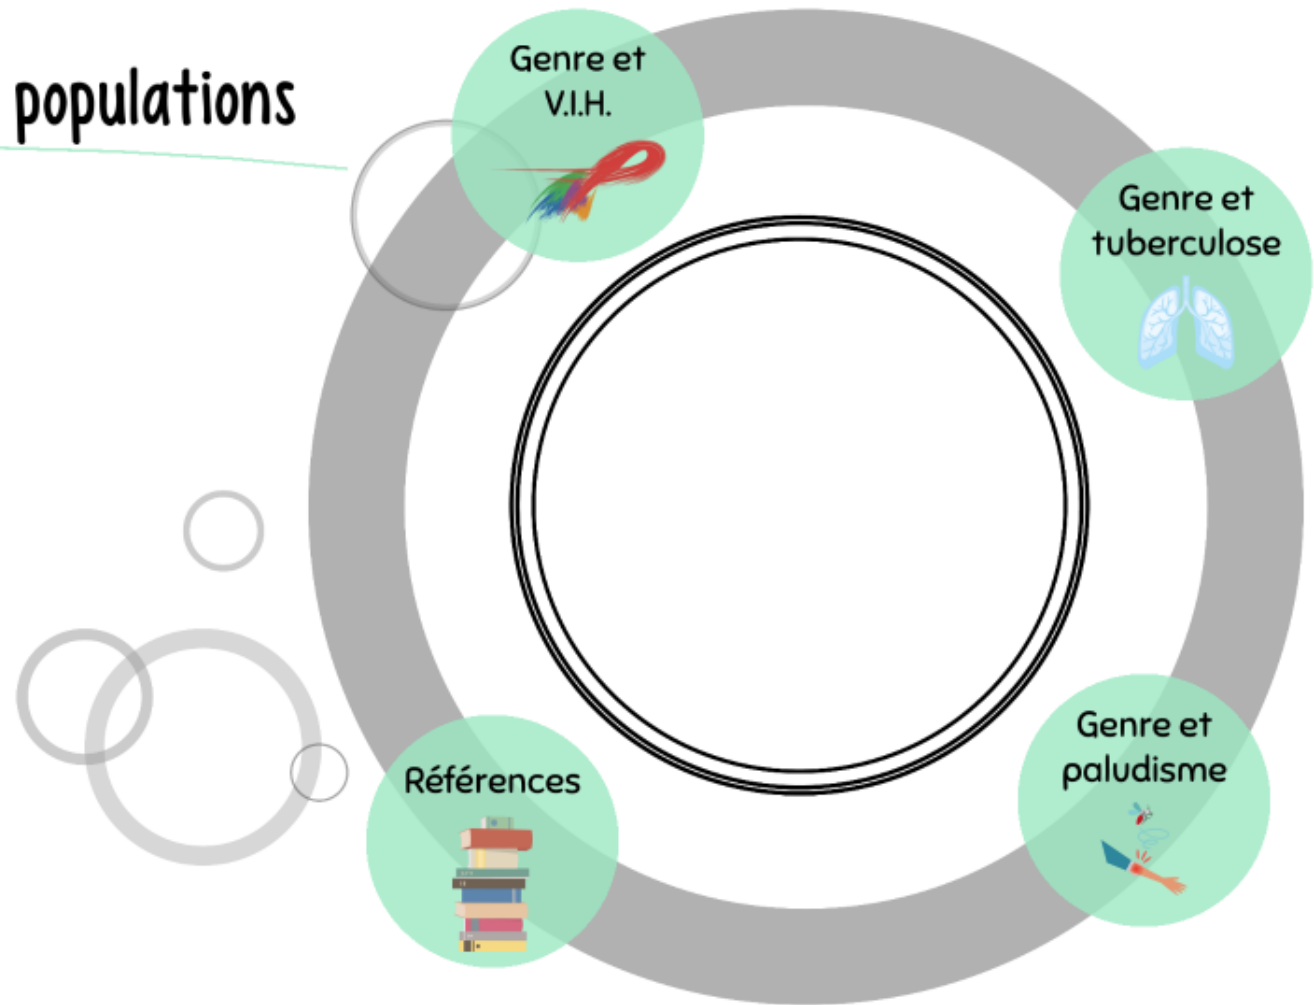 populations
Genre et
V.I.H.
Genre et
tuberculose
Genre et
paludisme
Références